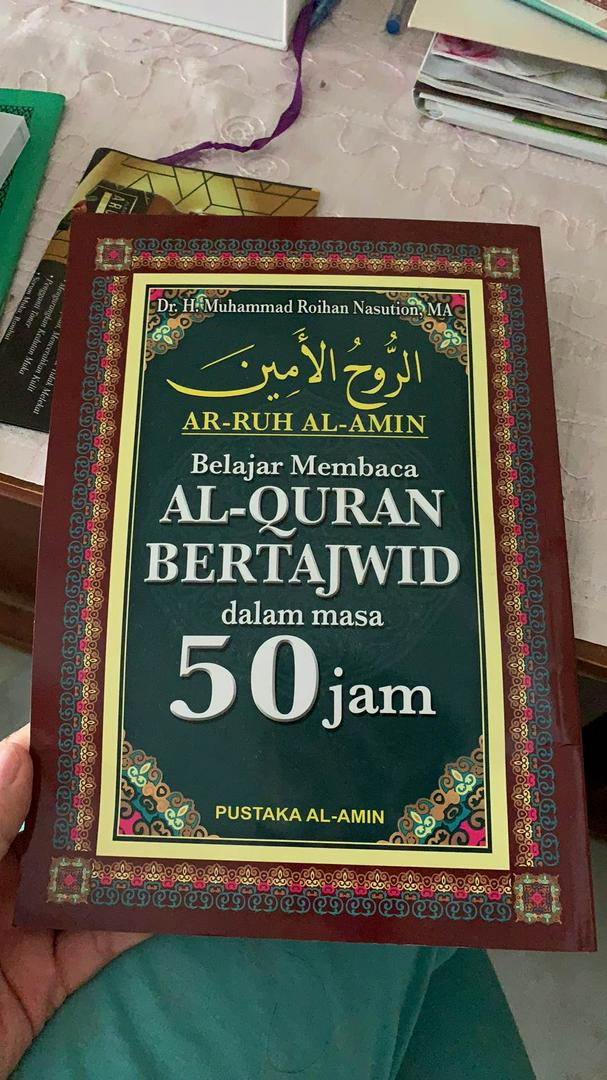 Dr. H. Muhammad Roihan Nasution, MA
الرُّوحُ الأَمِين
AR-RUH AL-AMIN
Belajar Membaca
AL-QURAN
BERTAJWID
dalam masa
50 jam
PUSTAKA AL-AMIN